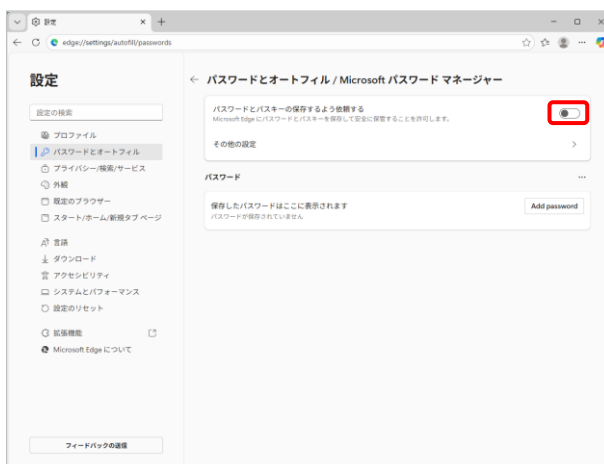 設定
edge://settings/autofill/passwords
設定
← パスワードとオートフィル / Microsoft パスワード マネージャー
設定の検索
プロファイル
パスワードとオートフィル
プライバシー/検索/サービス
外観
既定のブラウザー
スタート/ホーム/新規タブ ページ
言語
ダウンロード
アクセシビリティ
システムとパフォーマンス
設定のリセット
拡張機能
Microsoft Edge について
フィードバックの送信
パスワードとパスキーの保存するよう依頼する
Microsoft Edge にパスワードとパスキーを保存して安全に保管することを許可します。
その他の設定
パスワード
保存したパスワードはここに表示されます
パスワードが保存されていません
Add password